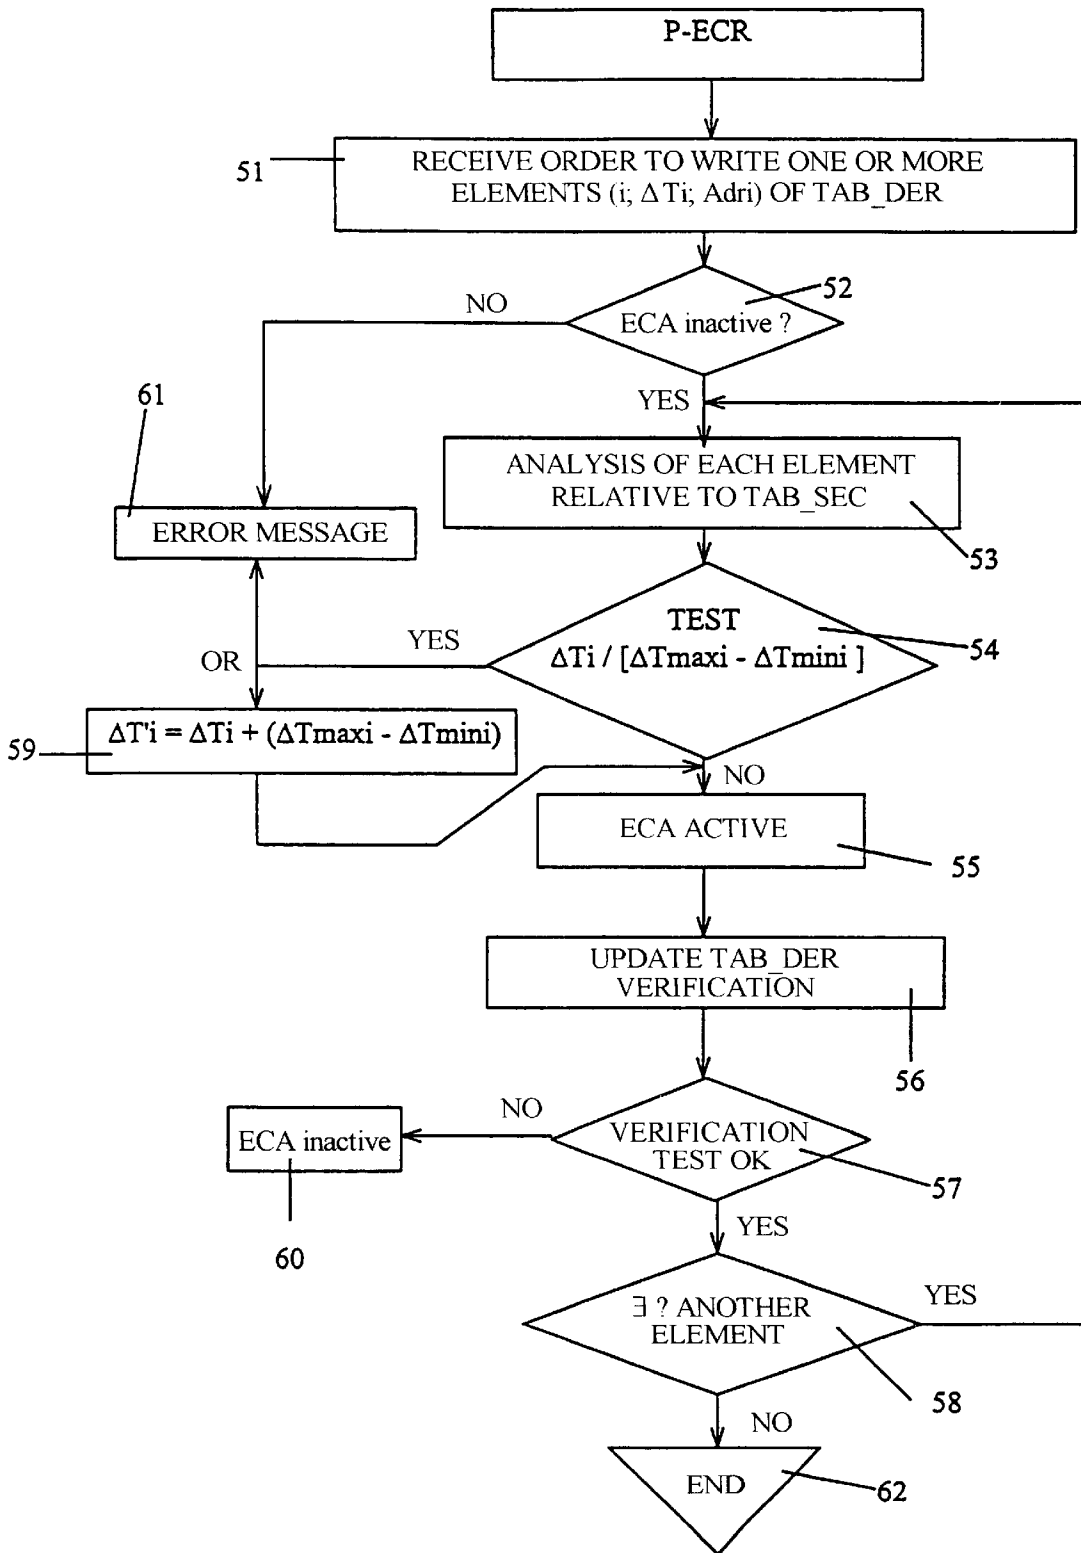 P-ECR
51
RECEIVE ORDER TO WRITE ONE OR MORE
ELEMENTS (i; ΔTi; Adri) OF TAB_DER
52
NO
ECA inactive ?
YES
61
ANALYSIS OF EACH ELEMENT
RELATIVE TO TAB_SEC
ERROR MESSAGE
53
TEST
ΔTi / [ΔTmaxi - ΔTmini ]
54
YES
OR
59
ΔT'i = ΔTi + (ΔTmaxi - ΔTmini)
NO
ECA ACTIVE
55
UPDATE TAB_DER
VERIFICATION
56
NO
ECA inactive
VERIFICATION
TEST OK
57
60
YES
∃ ? ANOTHER
ELEMENT
YES
58
NO
END
62